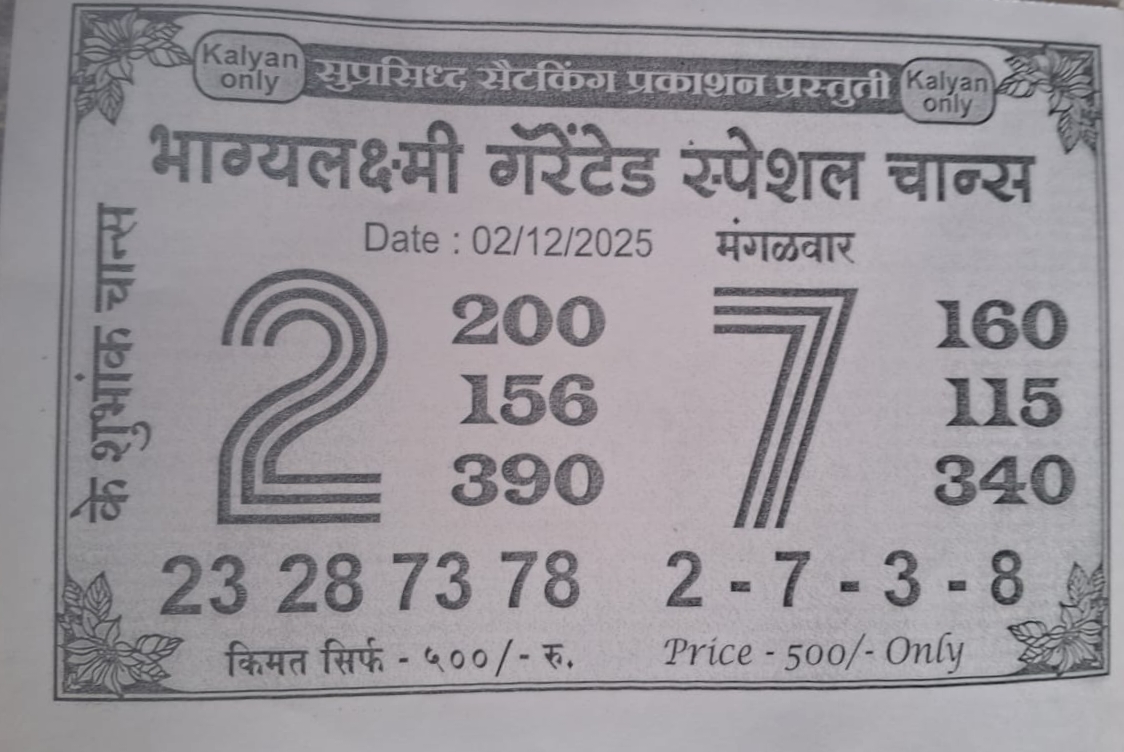 Kalyan only सुप्रसिध्द सैटकिंग प्रकाशन प्रस्तुती Kalyan only
भाग्यलक्ष्मी गॅरेंटेड स्पेशल चान्स
के शुभांक चान्स
Date : 02/12/2025 मंगळवार
2 200 7 160
156 115
390 340
23 28 73 78 2 - 7 - 3 - 8
किमत सिर्फ - ५००/- रु. Price - 500/- Only